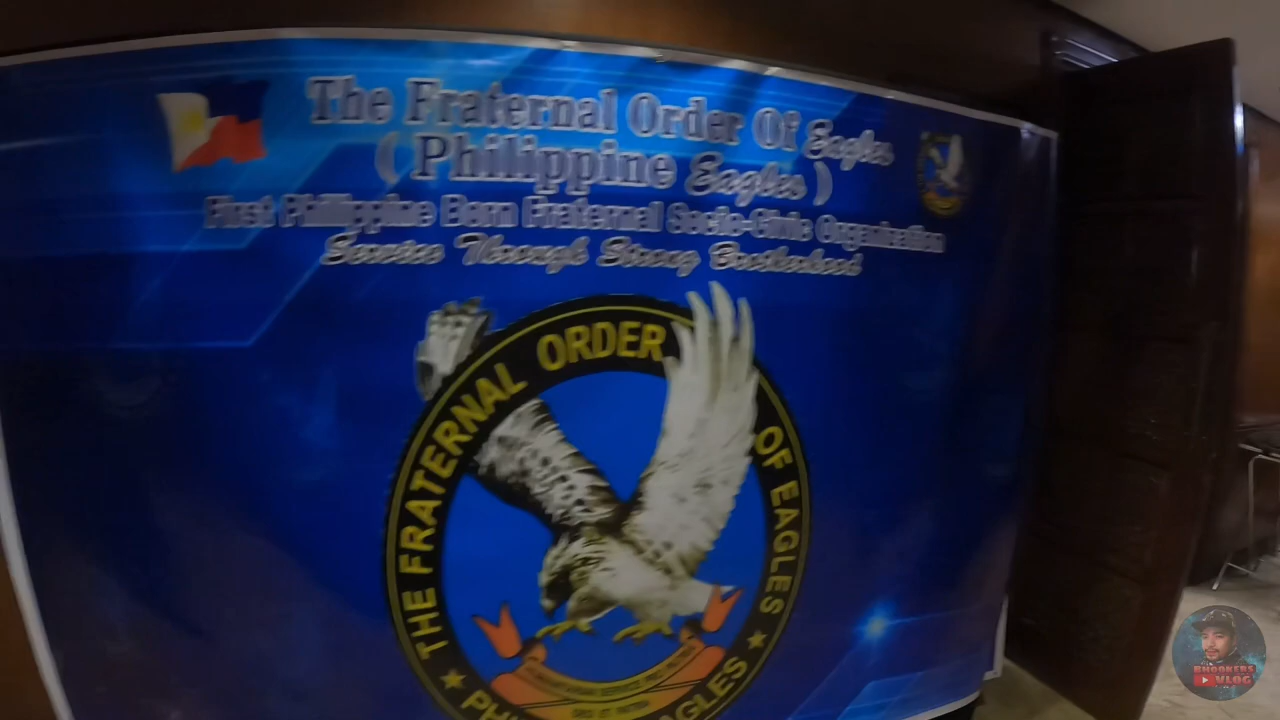 The Fraternal Order Of Eagles
( Philippine Eagles )
First Philippine Born Fraternal Socio-Civic Organization
Service Through Strong Brotherhood
THE FRATERNAL ORDER OF EAGLES
BHOOKERS
VLOG